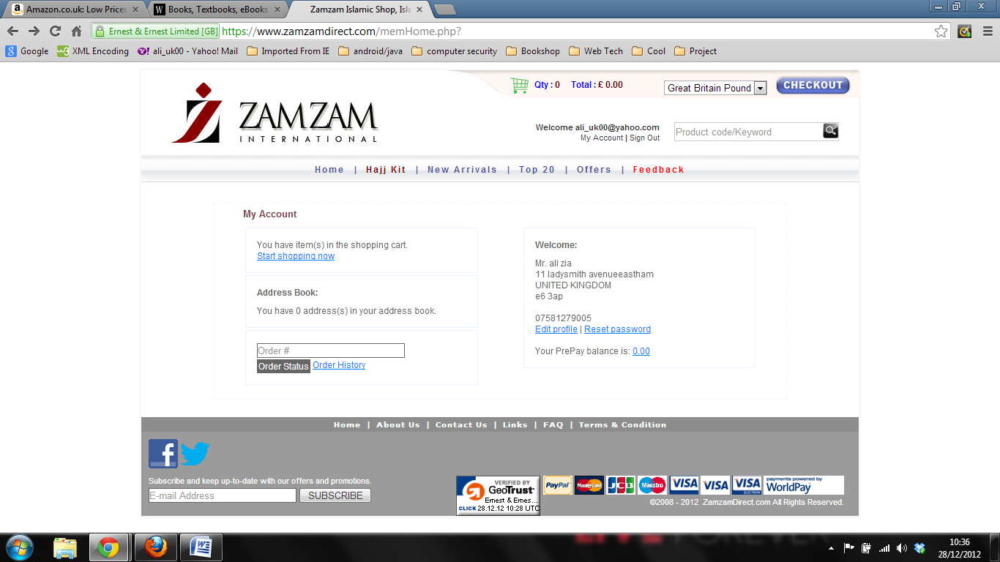 Amazon.co.uk: Low Prices
Books, Textbooks, eBooks
Zamzam Islamic Shop, Isla
Ernest & Ernest Limited [GB] https://www.zamzamdirect.com/memHome.php?
Google XML Encoding ali_uk00 - Yahoo! Mail Imported From IE android/java computer security Bookshop Web Tech Cool Project
Qty : 0 Total : £ 0.00 Great Britain Pound CHECKOUT
ZAMZAM
INTERNATIONAL
Welcome ali_uk00@yahoo.com
My Account | Sign Out
Product code/Keyword
Home | Hajj Kit | New Arrivals | Top 20 | Offers | Feedback
My Account
You have item(s) in the shopping cart.
Start shopping now
Address Book:
You have 0 address(s) in your address book.
Order #
Order Status Order History
Welcome:
Mr. ali zia
11 ladysmith avenueeastham
UNITED KINGDOM
e6 3ap
07581279005
Edit profile | Reset password
Your PrePay balance is: 0.00
Home | About Us | Contact Us | Links | FAQ | Terms & Condition
Subscribe and keep up-to-date with our offers and promotions.
E-mail Address SUBSCRIBE
VERIFIED BY
GeoTrust
Ernest & Ernes...
CLICK 28.12.12 10:28 UTC
PayPal MasterCard JCB Maestro VISA VISA VISA ELECTRON payments powered by WorldPay
©2008 - 2012 ZamzamDirect.com All Rights Reserved.
10:36
28/12/2012